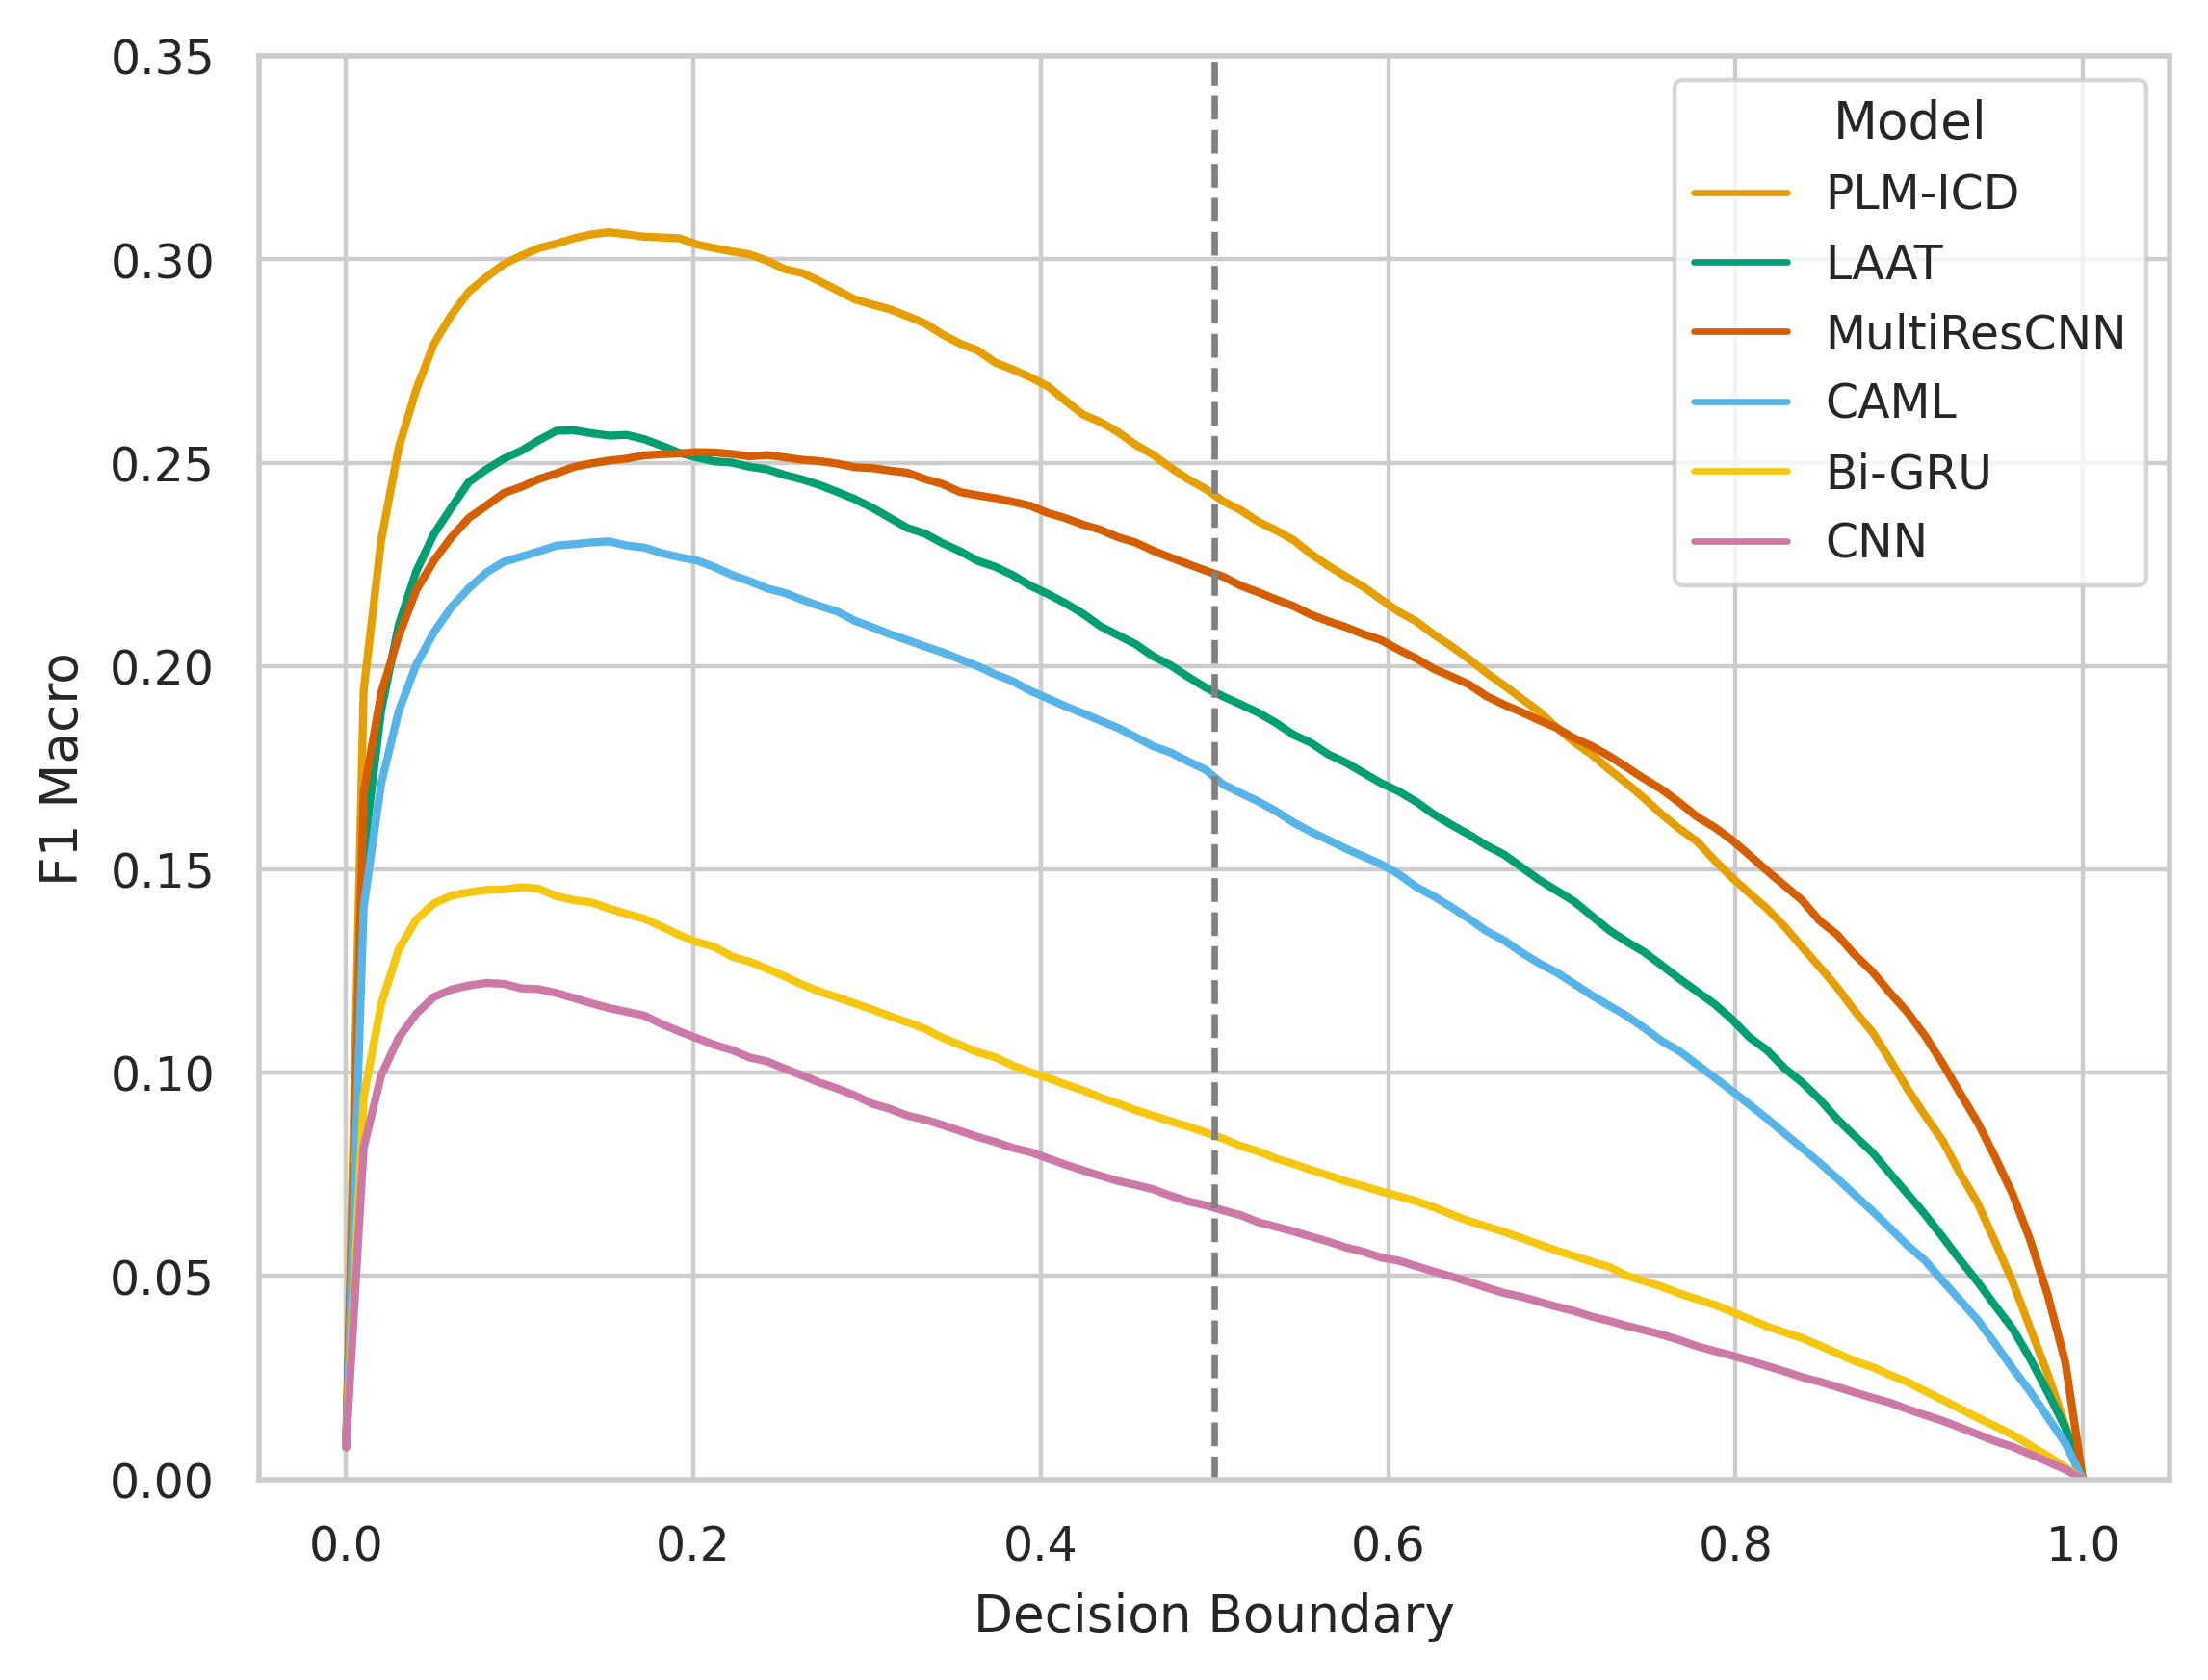 0.35
0.30
0.25
0.20
0.15
0.10
0.05
0.00
F1 Macro
0.0 0.2 0.4 0.6 0.8 1.0
Decision Boundary
Model
PLM-ICD
LAAT
MultiResCNN
CAML
Bi-GRU
CNN